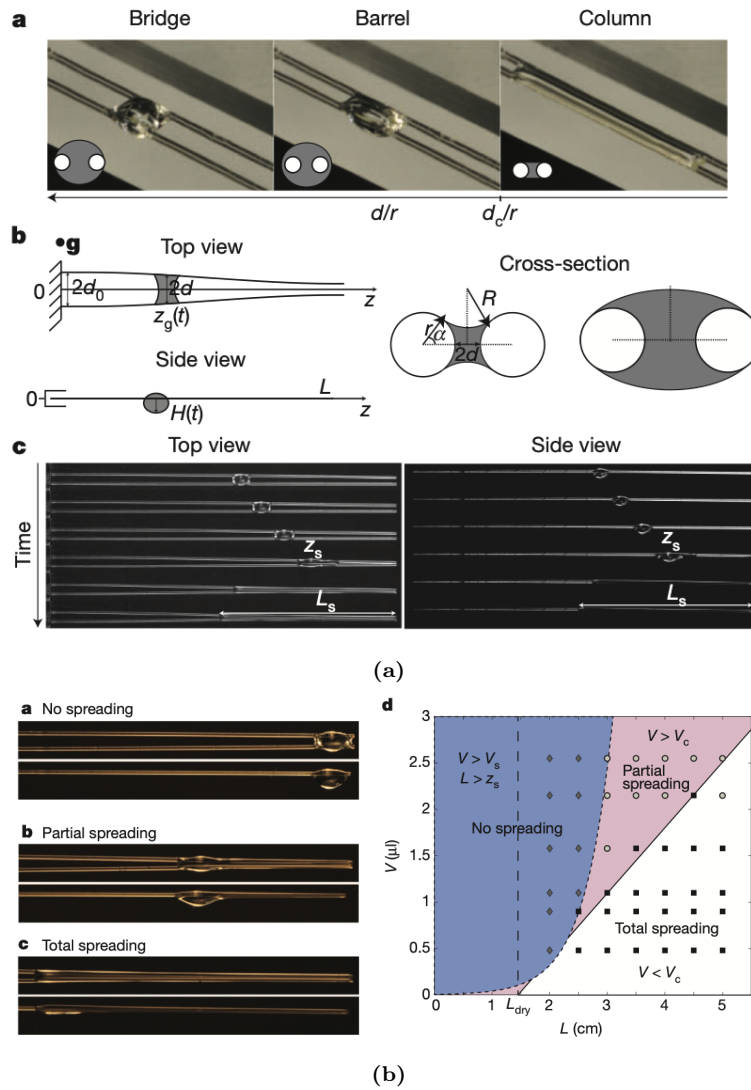 a
Bridge
Barrel
Column
d/r
d_c/r
b
•g
Top view
Cross-section
0
2d_0
2d
z
z_g(t)
R
r
α
2d
Side view
0
L
z
H(t)
c
Top view
Side view
Time
z_s
z_s
L_s
L_s
(a)
a No spreading
b Partial spreading
c Total spreading
d
3
2.5
2
1.5
1
0.5
0
V (µl)
V > V_s
L > z_s
V > V_c
Partial
spreading
No spreading
Total spreading
V < V_c
0
1
L_dry
2
3
4
5
L (cm)
(b)